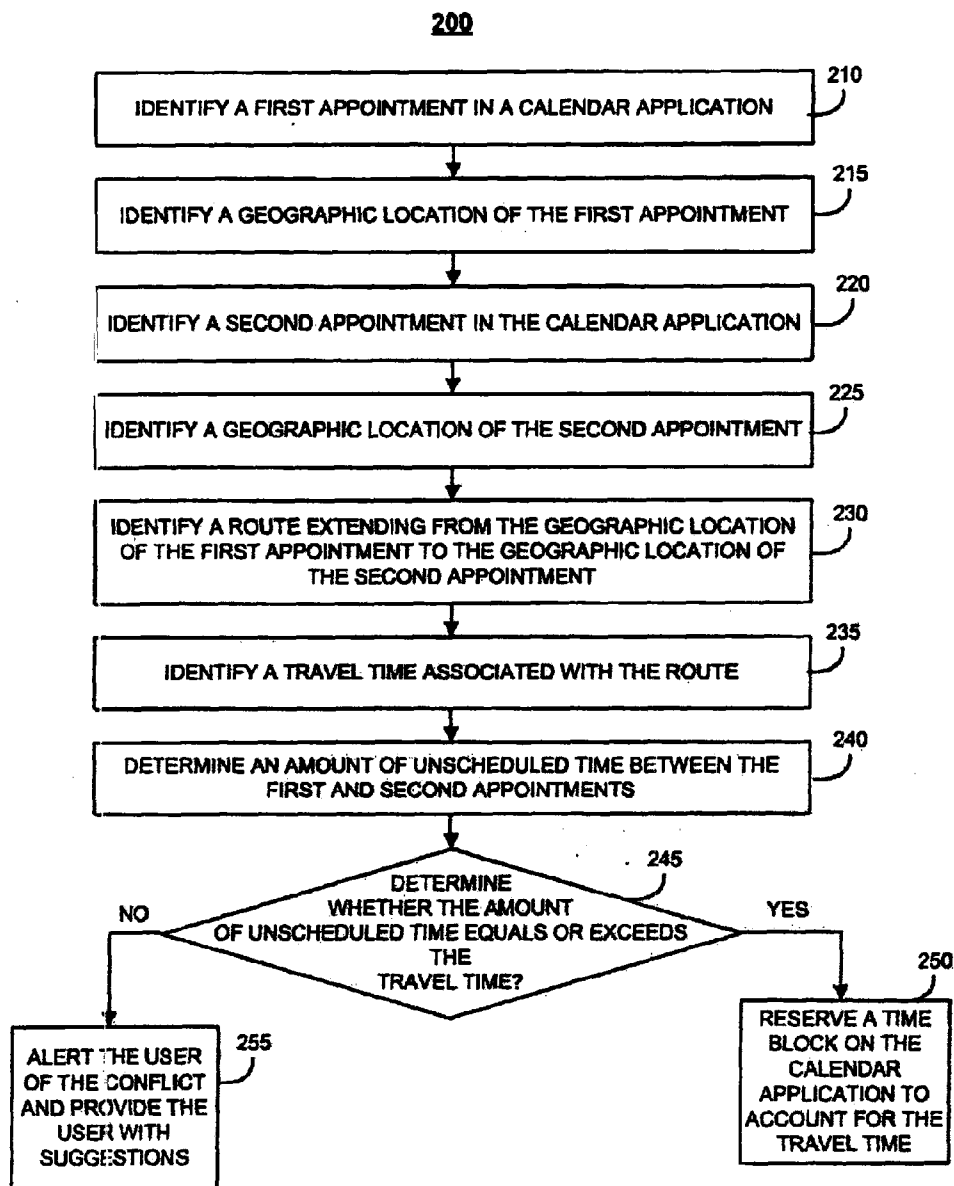 200
210
IDENTIFY A FIRST APPOINTMENT IN A CALENDAR APPLICATION
215
IDENTIFY A GEOGRAPHIC LOCATION OF THE FIRST APPOINTMENT
220
IDENTIFY A SECOND APPOINTMENT IN THE CALENDAR APPLICATION
225
IDENTIFY A GEOGRAPHIC LOCATION OF THE SECOND APPOINTMENT
230
IDENTIFY A ROUTE EXTENDING FROM THE GEOGRAPHIC LOCATION
OF THE FIRST APPOINTMENT TO THE GEOGRAPHIC LOCATION OF
THE SECOND APPOINTMENT
235
IDENTIFY A TRAVEL TIME ASSOCIATED WITH THE ROUTE
240
DETERMINE AN AMOUNT OF UNSCHEDULED TIME BETWEEN THE
FIRST AND SECOND APPOINTMENTS
245
DETERMINE
WHETHER THE AMOUNT
OF UNSCHEDULED TIME EQUALS OR EXCEEDS
THE
TRAVEL TIME?
NO
YES
250
RESERVE A TIME
BLOCK ON THE
CALENDAR
APPLICATION TO
ACCOUNT FOR THE
TRAVEL TIME
255
ALERT THE USER
OF THE CONFLICT
AND PROVIDE THE
USER WITH
SUGGESTIONS